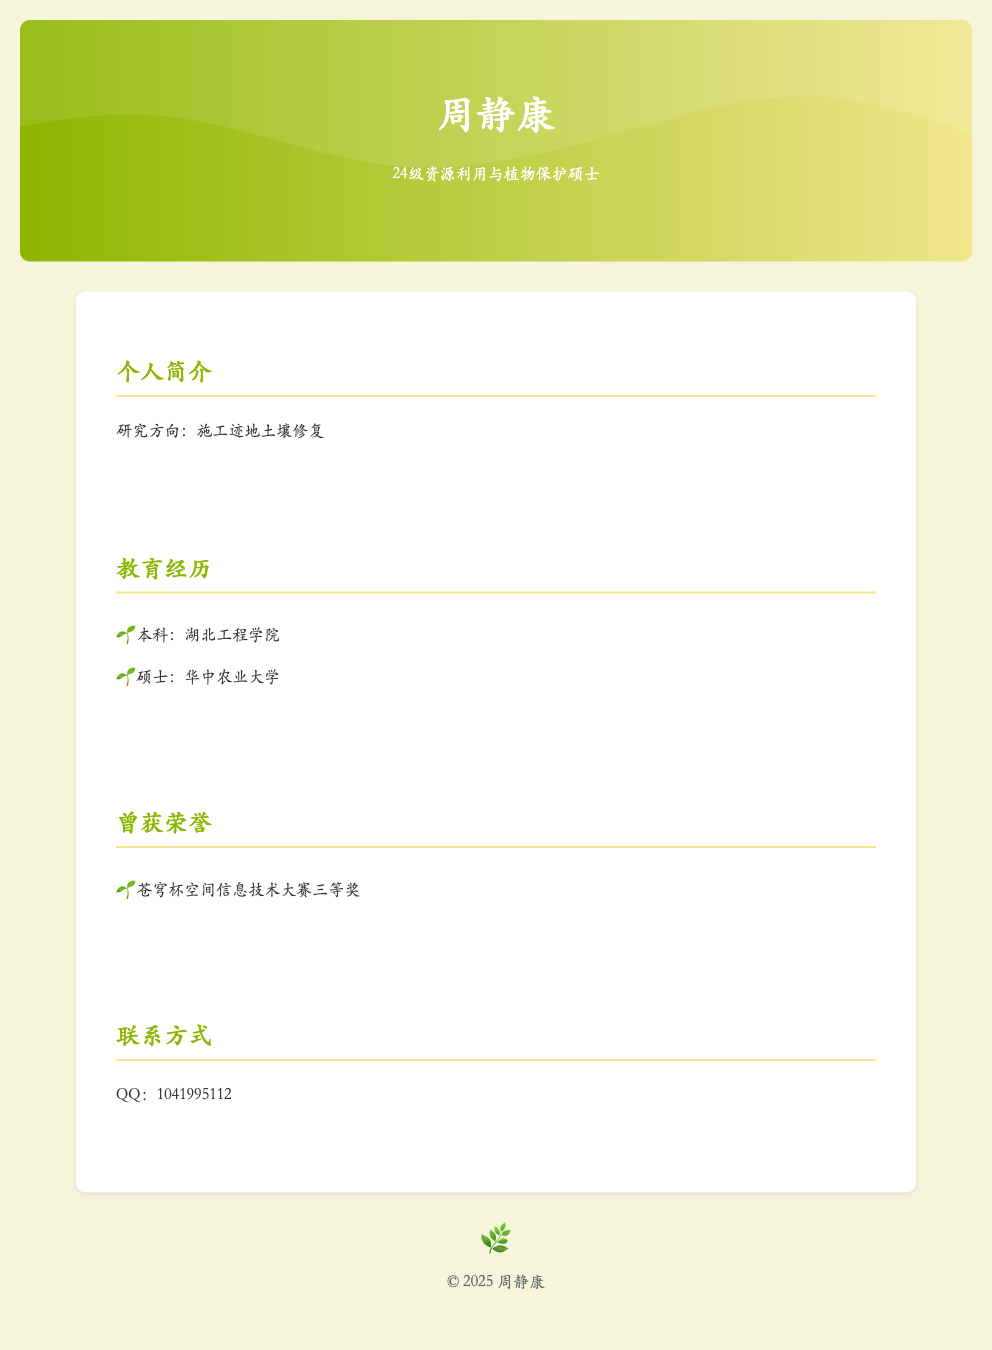 周静康
24级资源利用与植物保护硕士
个人简介
研究方向：施工迹地土壤修复
教育经历
本科：湖北工程学院
硕士：华中农业大学
曾获荣誉
苍穹杯空间信息技术大赛三等奖
联系方式
QQ：1041995112
© 2025 周静康